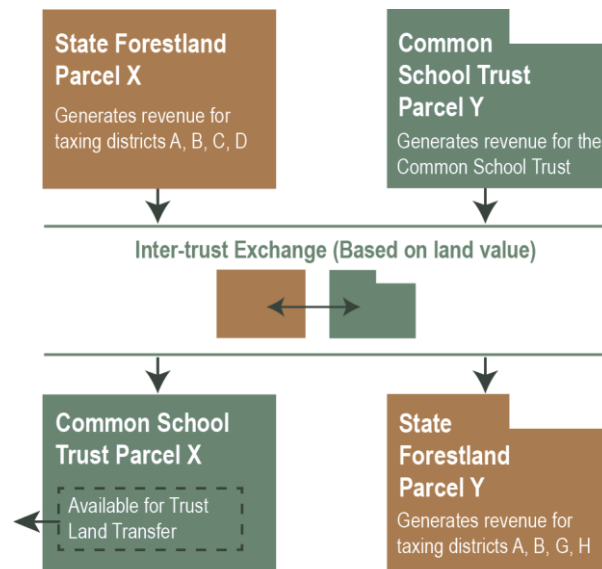 State Forestland
Parcel X
Generates revenue for
taxing districts A, B, C, D
Common
School Trust
Parcel Y
Generates revenue for the
Common School Trust
Inter-trust Exchange (Based on land value)
Common School
Trust Parcel X
Available for Trust
Land Transfer
State
Forestland
Parcel Y
Generates revenue for
taxing districts A, B, G, H